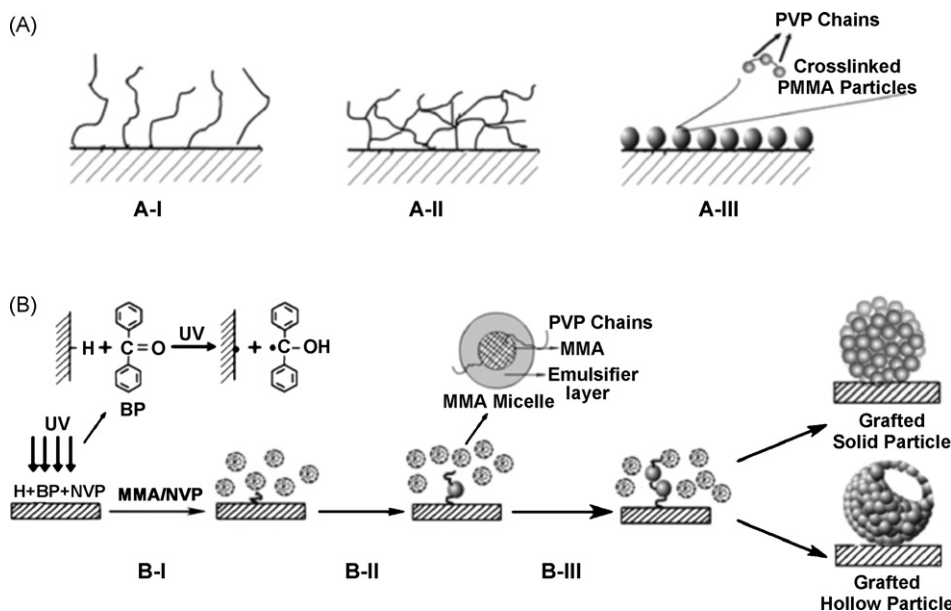 (A)
PVP Chains
Crosslinked
PMMA Particles
A-I
A-II
A-III
(B)
H + C=O UV + •C-OH
BP
UV
H+BP+NVP
MMA/NVP
PVP Chains
MMA
Emulsifier
layer
MMA Micelle
B-I
B-II
B-III
Grafted
Solid Particle
Grafted
Hollow Particle